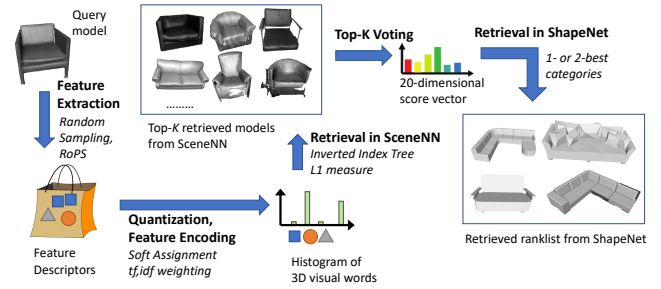 Query
model
Feature
Extraction
Random
Sampling,
RoPS
Feature
Descriptors
Quantization,
Feature Encoding
Soft Assignment
tf,idf weighting
Histogram of
3D visual words
Retrieval in SceneNN
Inverted Index Tree
L1 measure
.........
Top-K retrieved models
from SceneNN
Top-K Voting
20-dimensional
score vector
Retrieval in ShapeNet
1- or 2-best
categories
Retrieved ranklist from ShapeNet